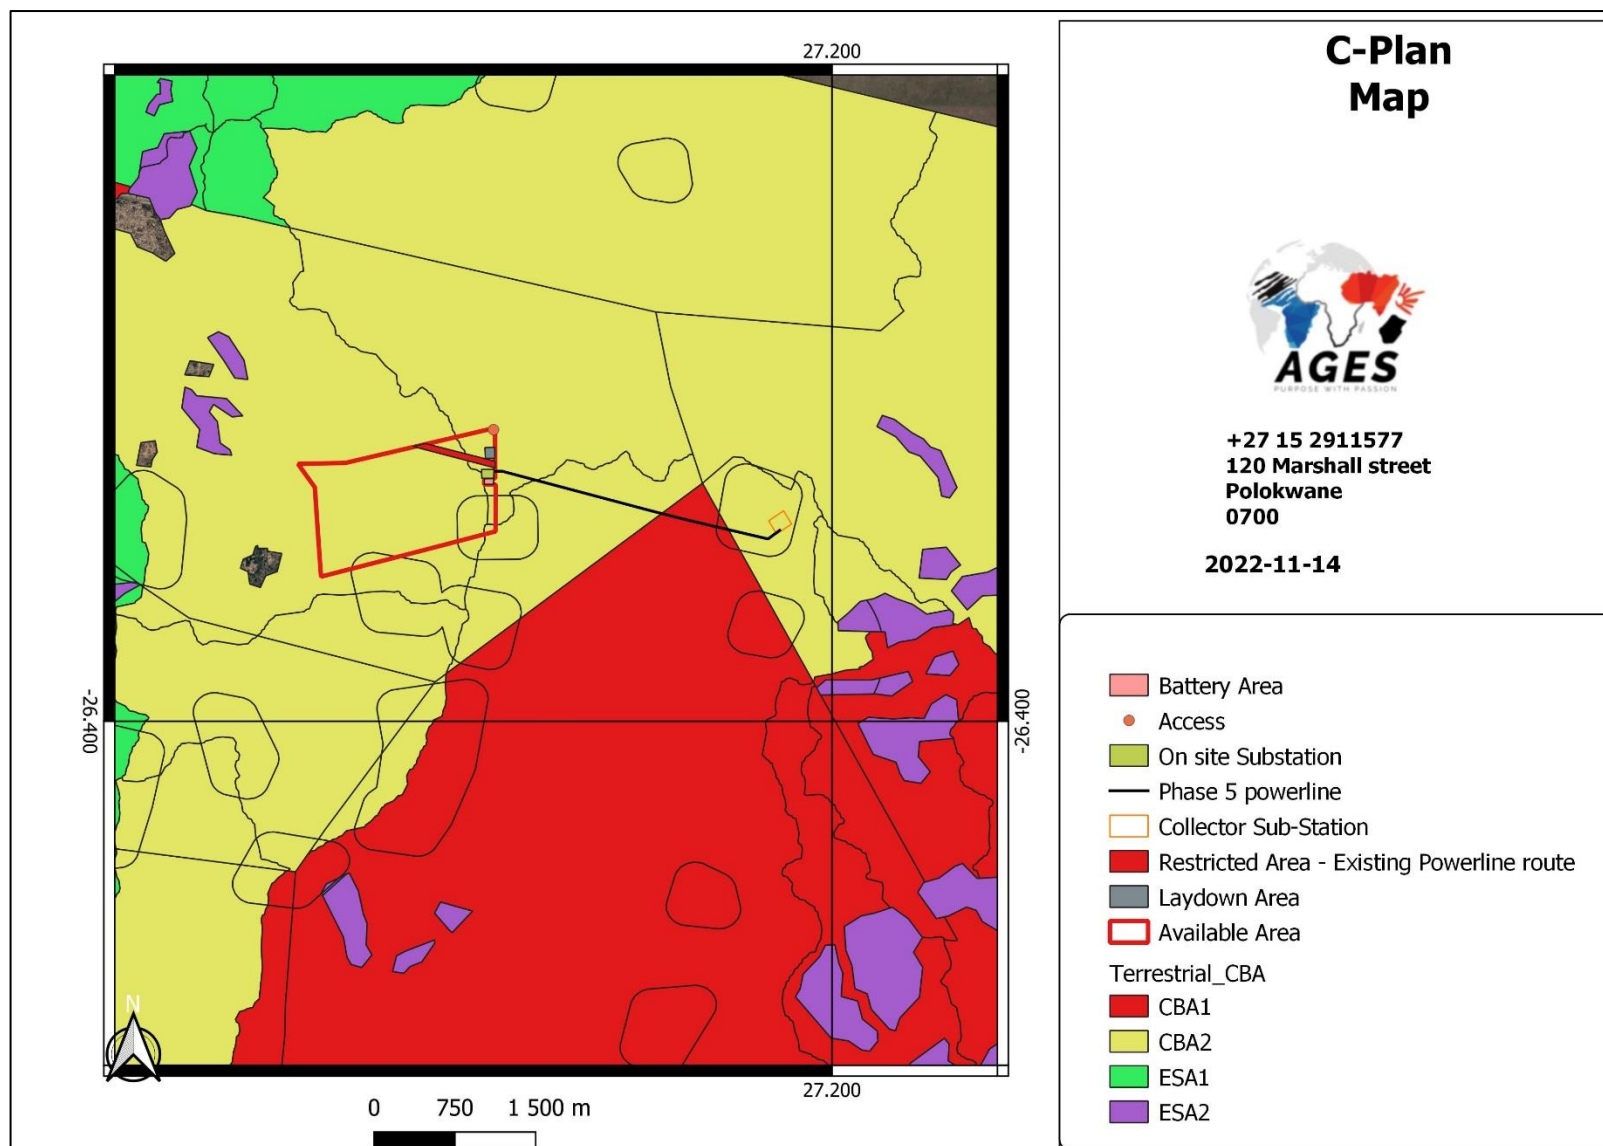 C-Plan
Map
27.200
AGES
PURPOSE WITH PASSION
+27 15 2911577
120 Marshall street
Polokwane
0700
2022-11-14
-26.400
-26.400
Battery Area
Access
On site Substation
Phase 5 powerline
Collector Sub-Station
Restricted Area - Existing Powerline route
Laydown Area
Available Area
Terrestrial_CBA
CBA1
CBA2
ESA1
ESA2
N
27.200
0 750 1 500 m